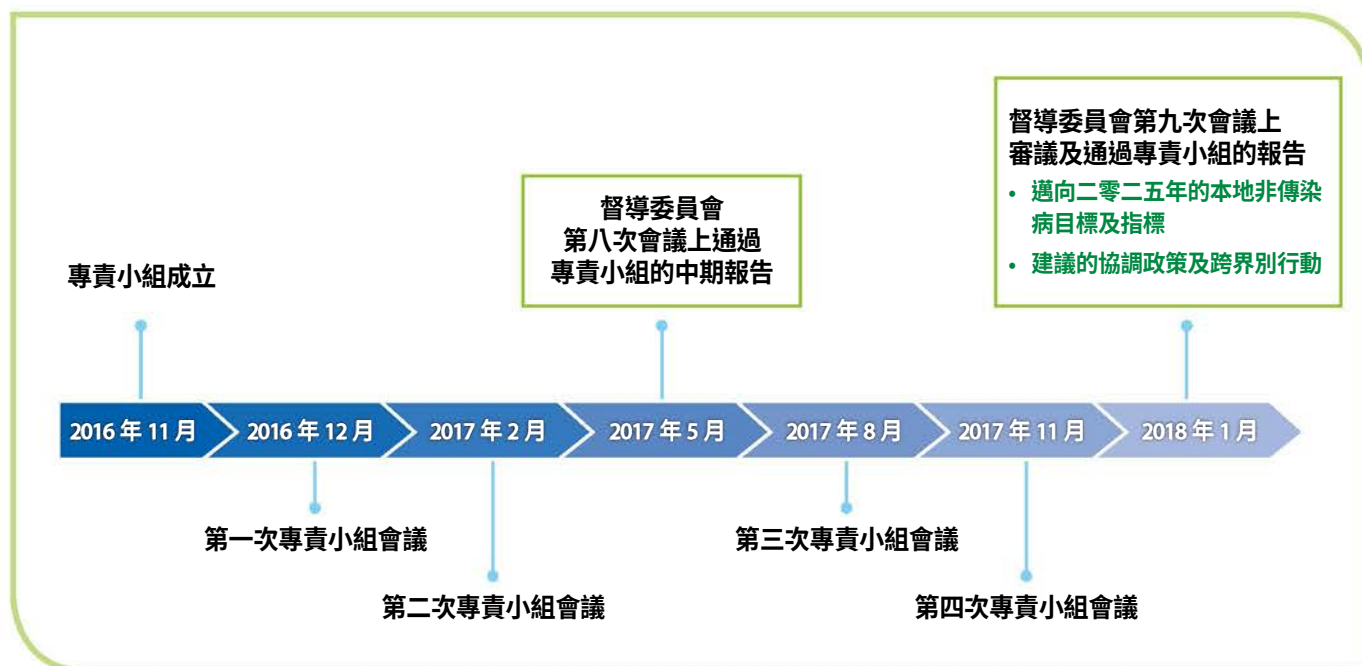 督導委員會第九次會議上
審議及通過專責小組的報告
• 邁向二零二五年的本地非傳染
病目標及指標
• 建議的協調政策及跨界別行動
督導委員會
第八次會議上通過
專責小組的中期報告
專責小組成立
2016 年 11 月
2016 年 12 月
2017 年 2 月
2017 年 5 月
2017 年 8 月
2017 年 11 月
2018 年 1 月
第一次專責小組會議
第三次專責小組會議
第二次專責小組會議
第四次專責小組會議